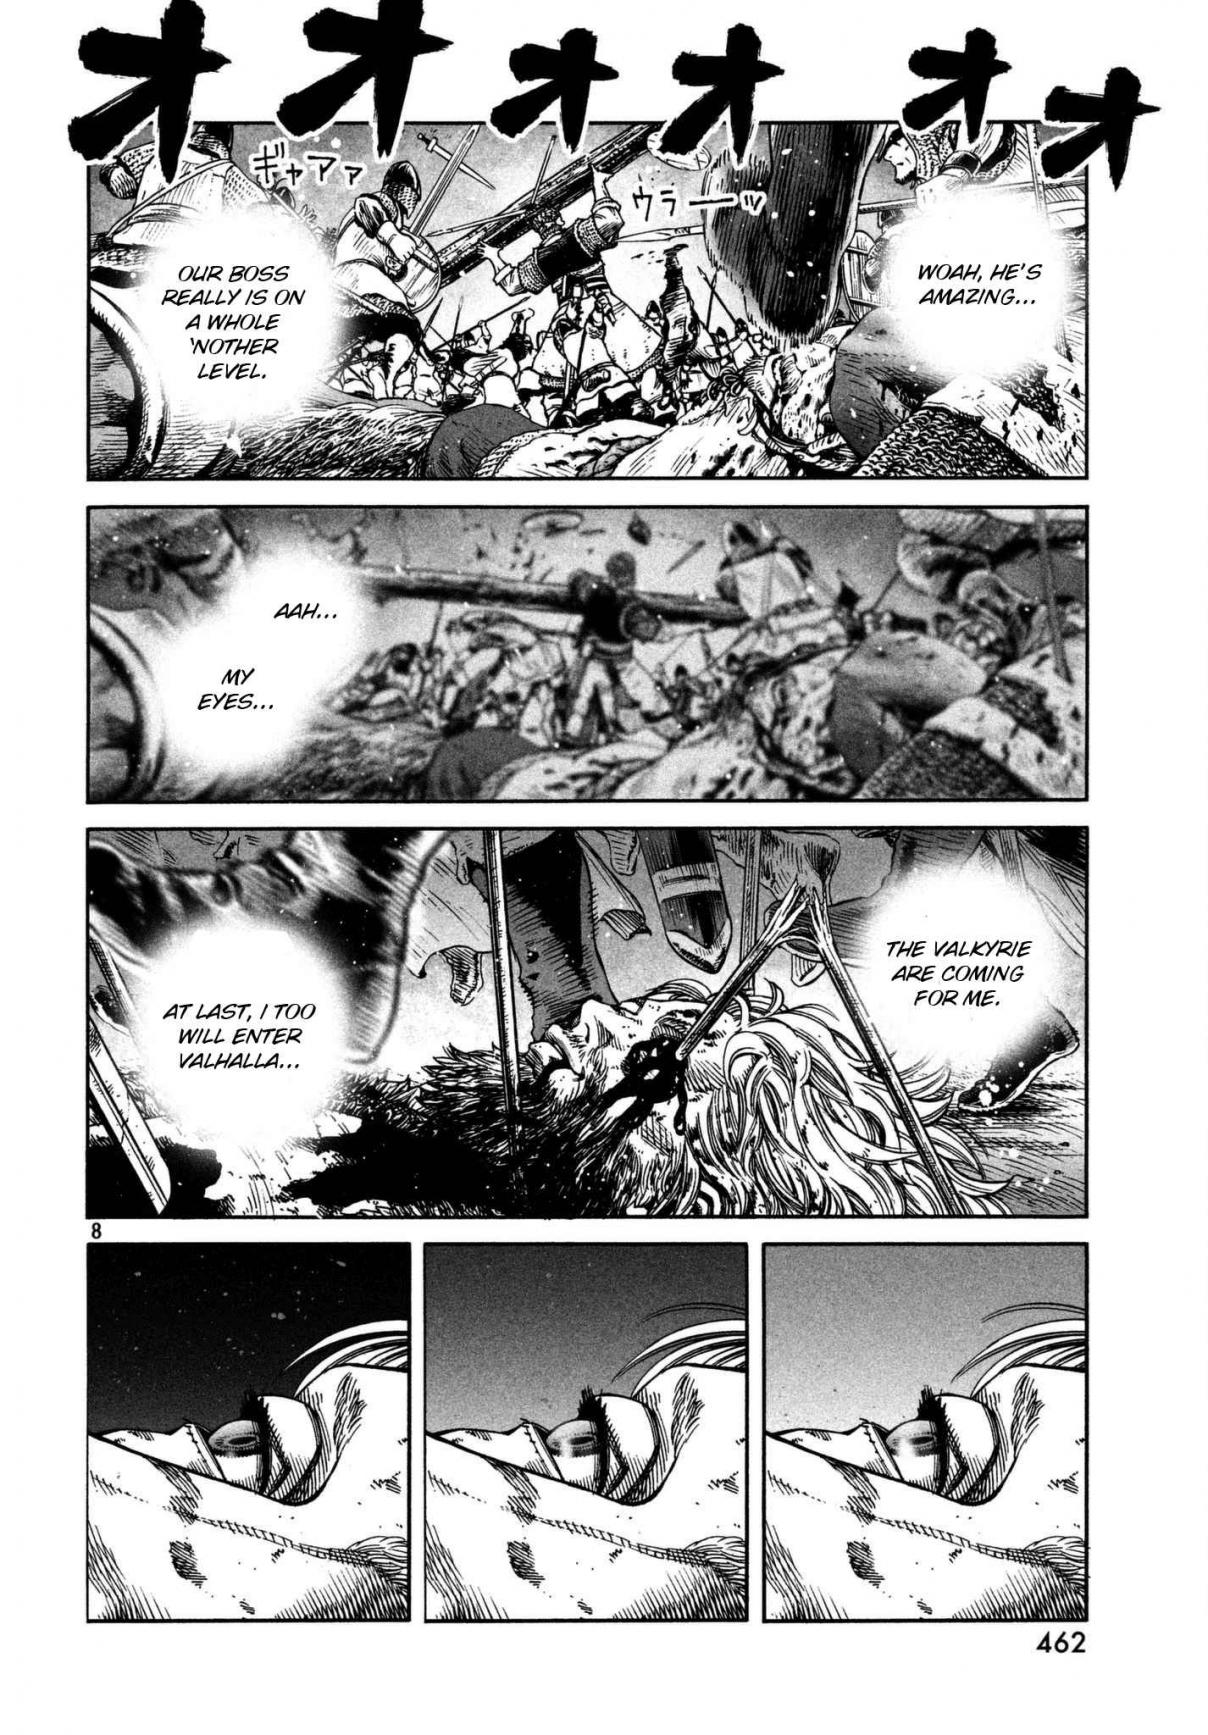 オオオオオオ
ウラーッ
ギャアァ
WOAH, HE'S
AMAZING...
OUR BOSS
REALLY IS ON
A WHOLE
'NOTHER
LEVEL.
AAH...
MY
EYES...
THE VALKYRIE
ARE COMING
FOR ME.
AT LAST, I TOO
WILL ENTER
VALHALLA...
8
462